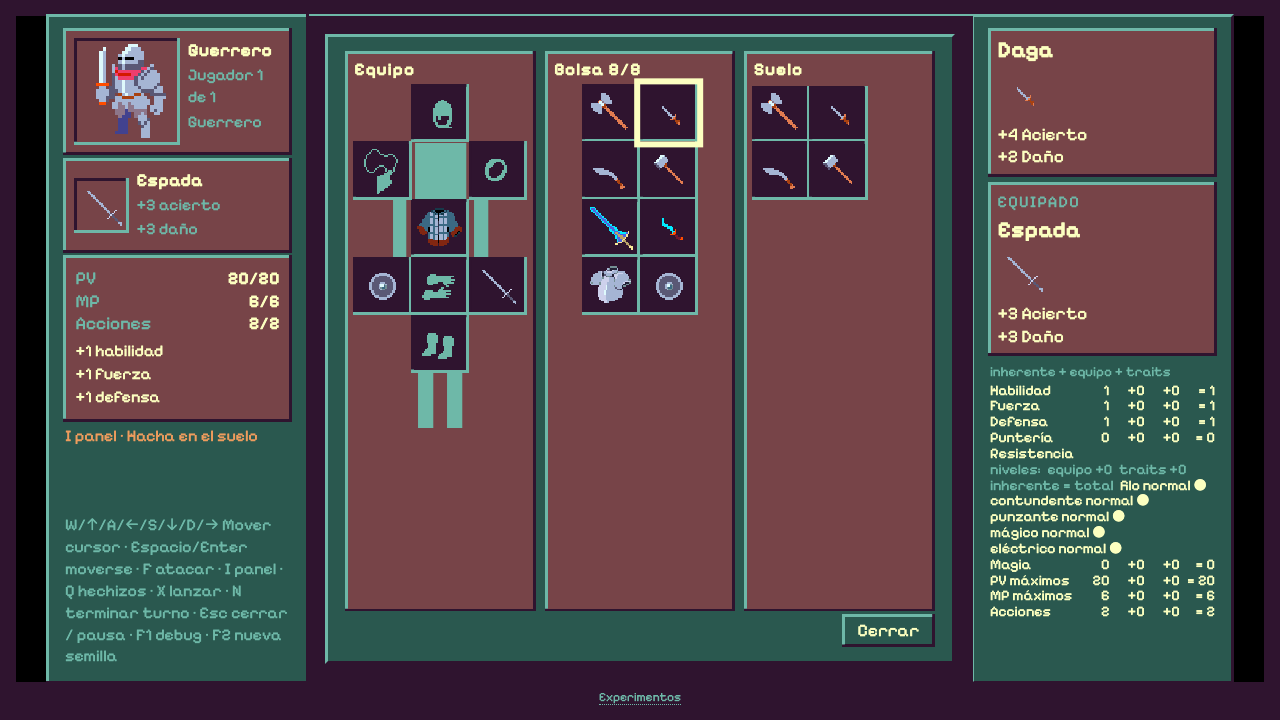 Guerrero
Jugador 1
de 1
Guerrero
Espada
+3 acierto
+3 daño
PV 20/20
MP 6/6
Acciones 2/2
+1 habilidad
+1 fuerza
+1 defensa
I panel · Hacha en el suelo
W/↑/A/←/S/↓/D/→ Mover
cursor · Espacio/Enter
moverse · F atacar · I panel ·
Q hechizos · X lanzar · N
terminar turno · Esc cerrar
/ pausa · F1 debug · F2 nueva
semilla
Equipo
Bolsa 8/8
Suelo
Cerrar
Daga
+4 Acierto
+2 Daño
EQUIPADO
Espada
+3 Acierto
+3 Daño
inherente + equipo + traits
Habilidad 1 +0 +0 = 1
Fuerza 1 +0 +0 = 1
Defensa 1 +0 +0 = 1
Puntería 0 +0 +0 = 0
Resistencia
niveles: equipo +0 traits +0
inherente = total filo normal
contundente normal
punzante normal
mágico normal
eléctrico normal
Magia 0 +0 +0 = 0
PV máximos 20 +0 +0 = 20
MP máximos 6 +0 +0 = 6
Acciones 2 +0 +0 = 2
Experimentos